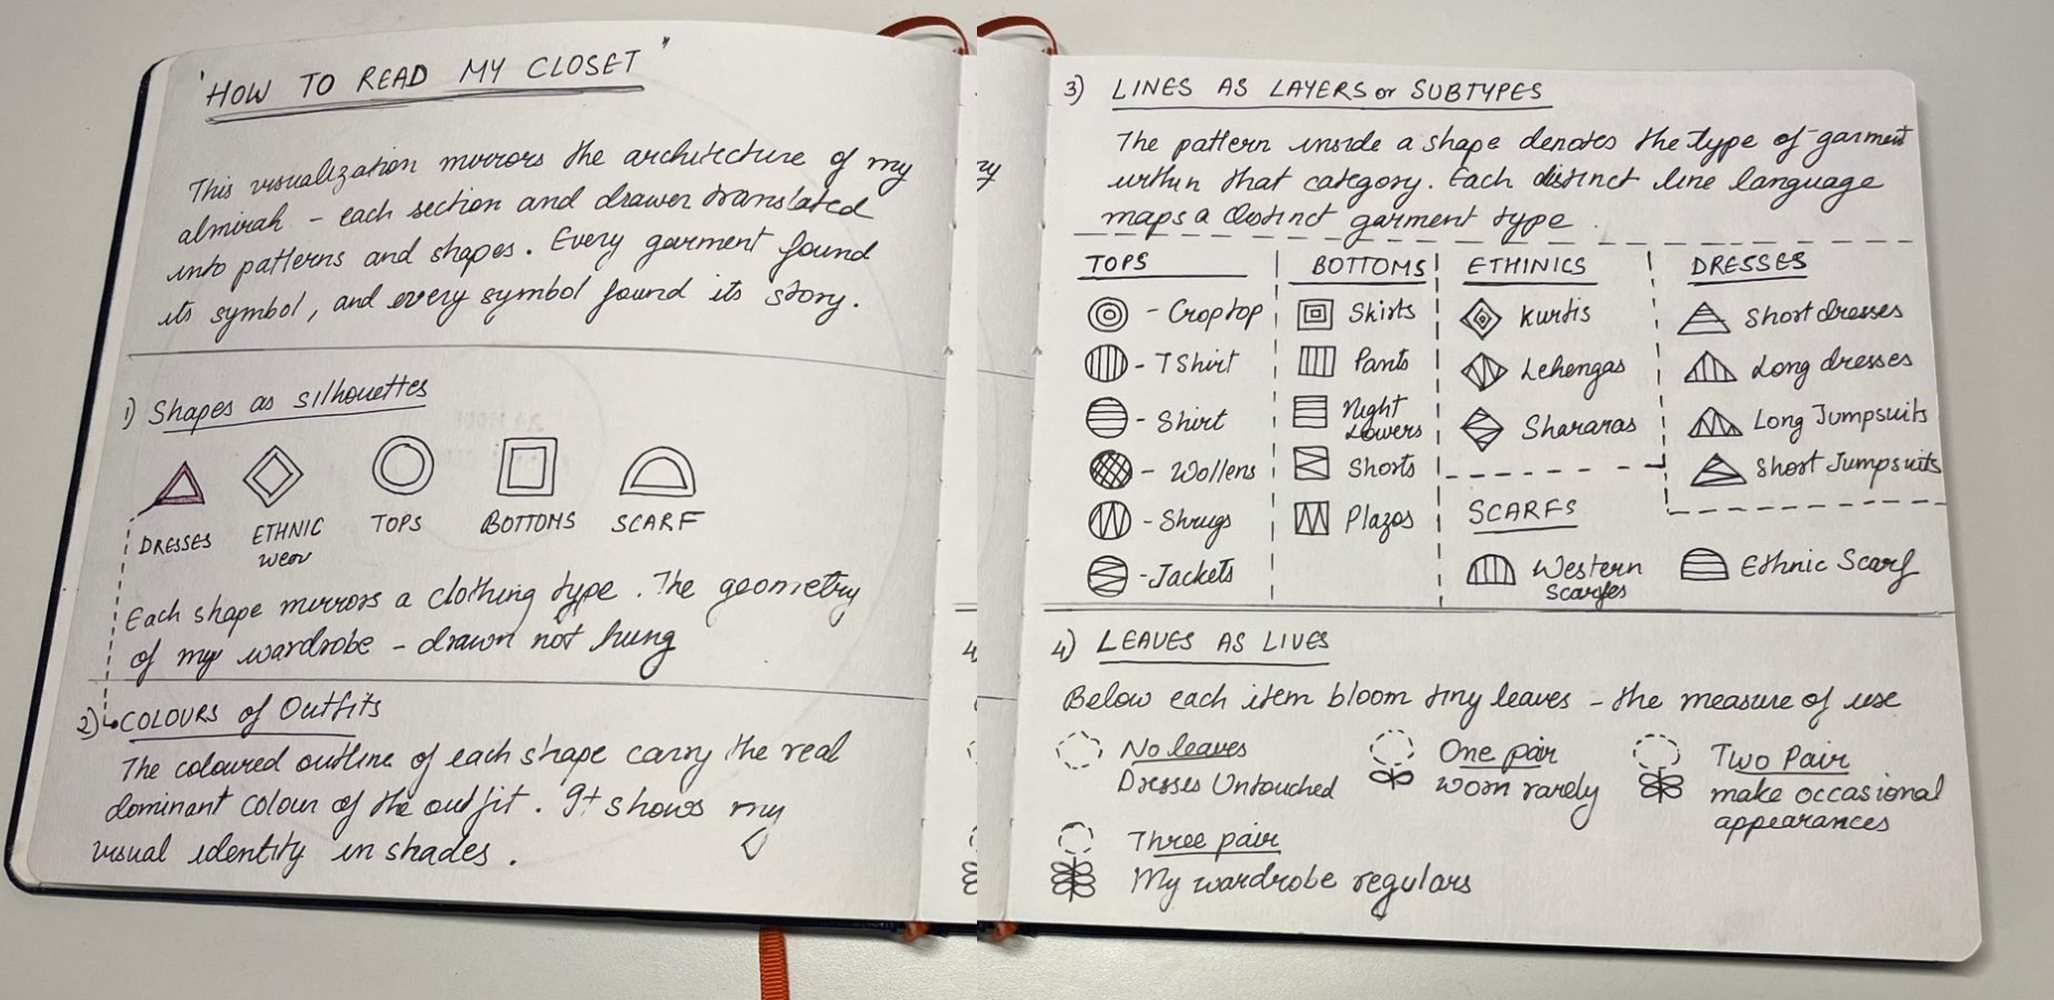 'HOW TO READ MY CLOSET'
This visualization mirrors the architecture of my
almirah - each section and drawer translated
into patterns and shapes. Every garment found
its symbol, and every symbol found its story.
1) Shapes as silhouettes
DRESSES
ETHNIC
wear
TOPS
BOTTOMS
SCARF
Each shape mirrors a clothing type. The geometry
of my wardrobe - drawn not hung
2) COLOURS of Outfits
The coloured outline of each shape carry the real
dominant colour of the outfit. It shows my
visual identity in shades.
3) LINES AS LAYERS or SUBTYPES
The pattern inside a shape denotes the type of garment
within that category. Each distinct line language
maps a distinct garment type.
TOPS
- Croptop
- TShirt
- Shirt
- Wollens
- Shrugs
- Jackets
BOTTOMS
Skirts
Pants
Night
Lowers
Shorts
Plazos
ETHINICS
Kurtis
Lehengas
Shararas
DRESSES
Short dresses
Long dresses
Long Jumpsuits
Short Jumpsuits
SCARFS
Western
Scarfes
Ethnic Scarf
4) LEAVES AS LIVES
Below each item bloom tiny leaves - the measure of use
No leaves
Dresses Untouched
One pair
worn rarely
Two Pair
make occasional
appearances
Three pair
My wardrobe regulars